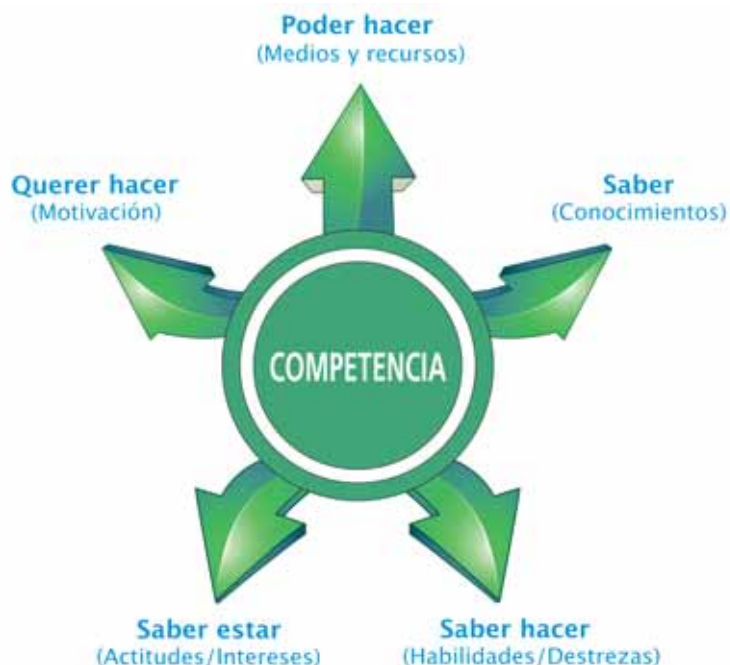 Poder hacer
(Medios y recursos)
Querer hacer
(Motivación)
Saber
(Conocimientos)
COMPETENCIA
Saber estar
(Actitudes/Intereses)
Saber hacer
(Habilidades/Destrezas)